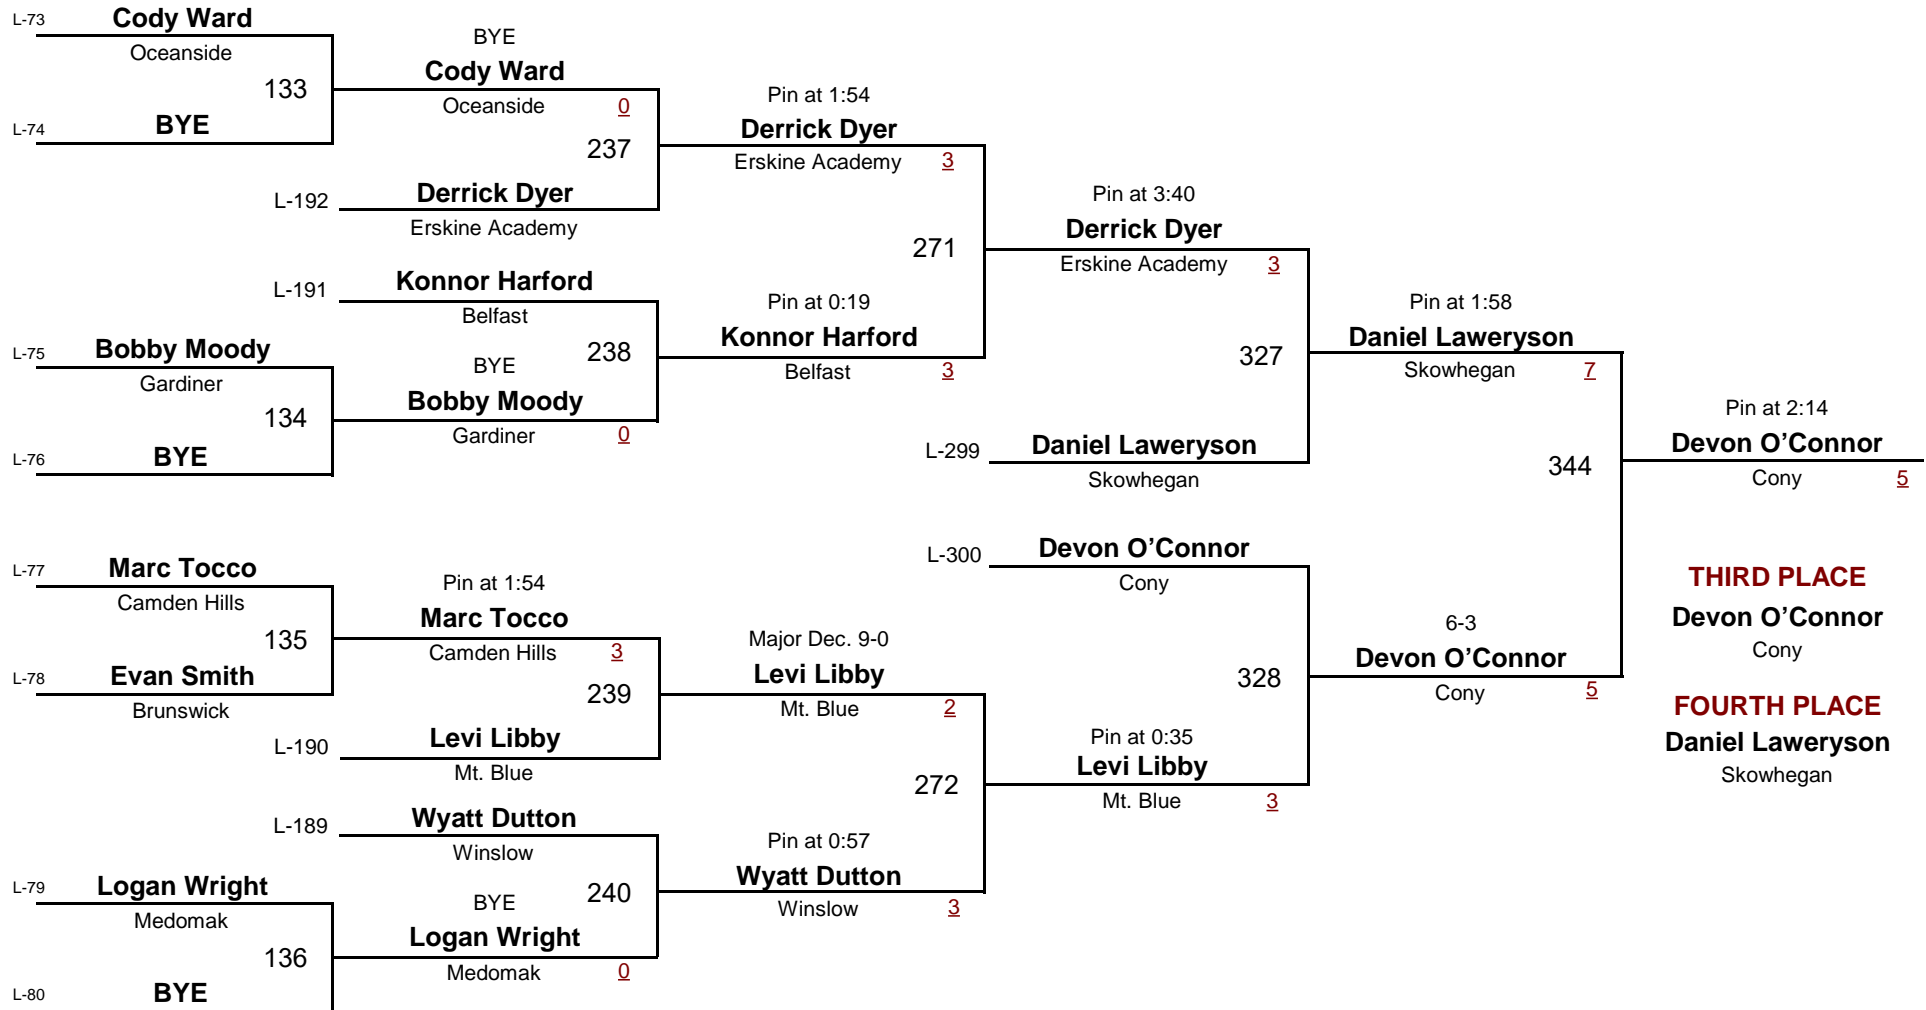 L-73
Cody Ward
Oceanside
133
L-74
BYE
BYE
Cody Ward
Oceanside
0
237
L-192
Derrick Dyer
Erskine Academy
Pin at 1:54
Derrick Dyer
Erskine Academy
3
271
L-191
Konnor Harford
Belfast
238
L-75
Bobby Moody
Gardiner
134
L-76
BYE
BYE
Bobby Moody
Gardiner
0
Pin at 0:19
Konnor Harford
Belfast
3
Pin at 3:40
Derrick Dyer
Erskine Academy
3
327
L-299
Daniel Laweryson
Skowhegan
Pin at 1:58
Daniel Laweryson
Skowhegan
7
344
Pin at 2:14
Devon O’Connor
Cony
5
L-77
Marc Tocco
Camden Hills
135
L-78
Evan Smith
Brunswick
Pin at 1:54
Marc Tocco
Camden Hills
3
239
L-190
Levi Libby
Mt. Blue
Major Dec. 9-0
Levi Libby
Mt. Blue
2
272
L-189
Wyatt Dutton
Winslow
240
L-79
Logan Wright
Medomak
136
L-80
BYE
BYE
Logan Wright
Medomak
0
Pin at 0:57
Wyatt Dutton
Winslow
3
L-300
Devon O’Connor
Cony
328
Pin at 0:35
Levi Libby
Mt. Blue
3
6-3
Devon O’Connor
Cony
5
THIRD PLACE
Devon O’Connor
Cony
FOURTH PLACE
Daniel Laweryson
Skowhegan